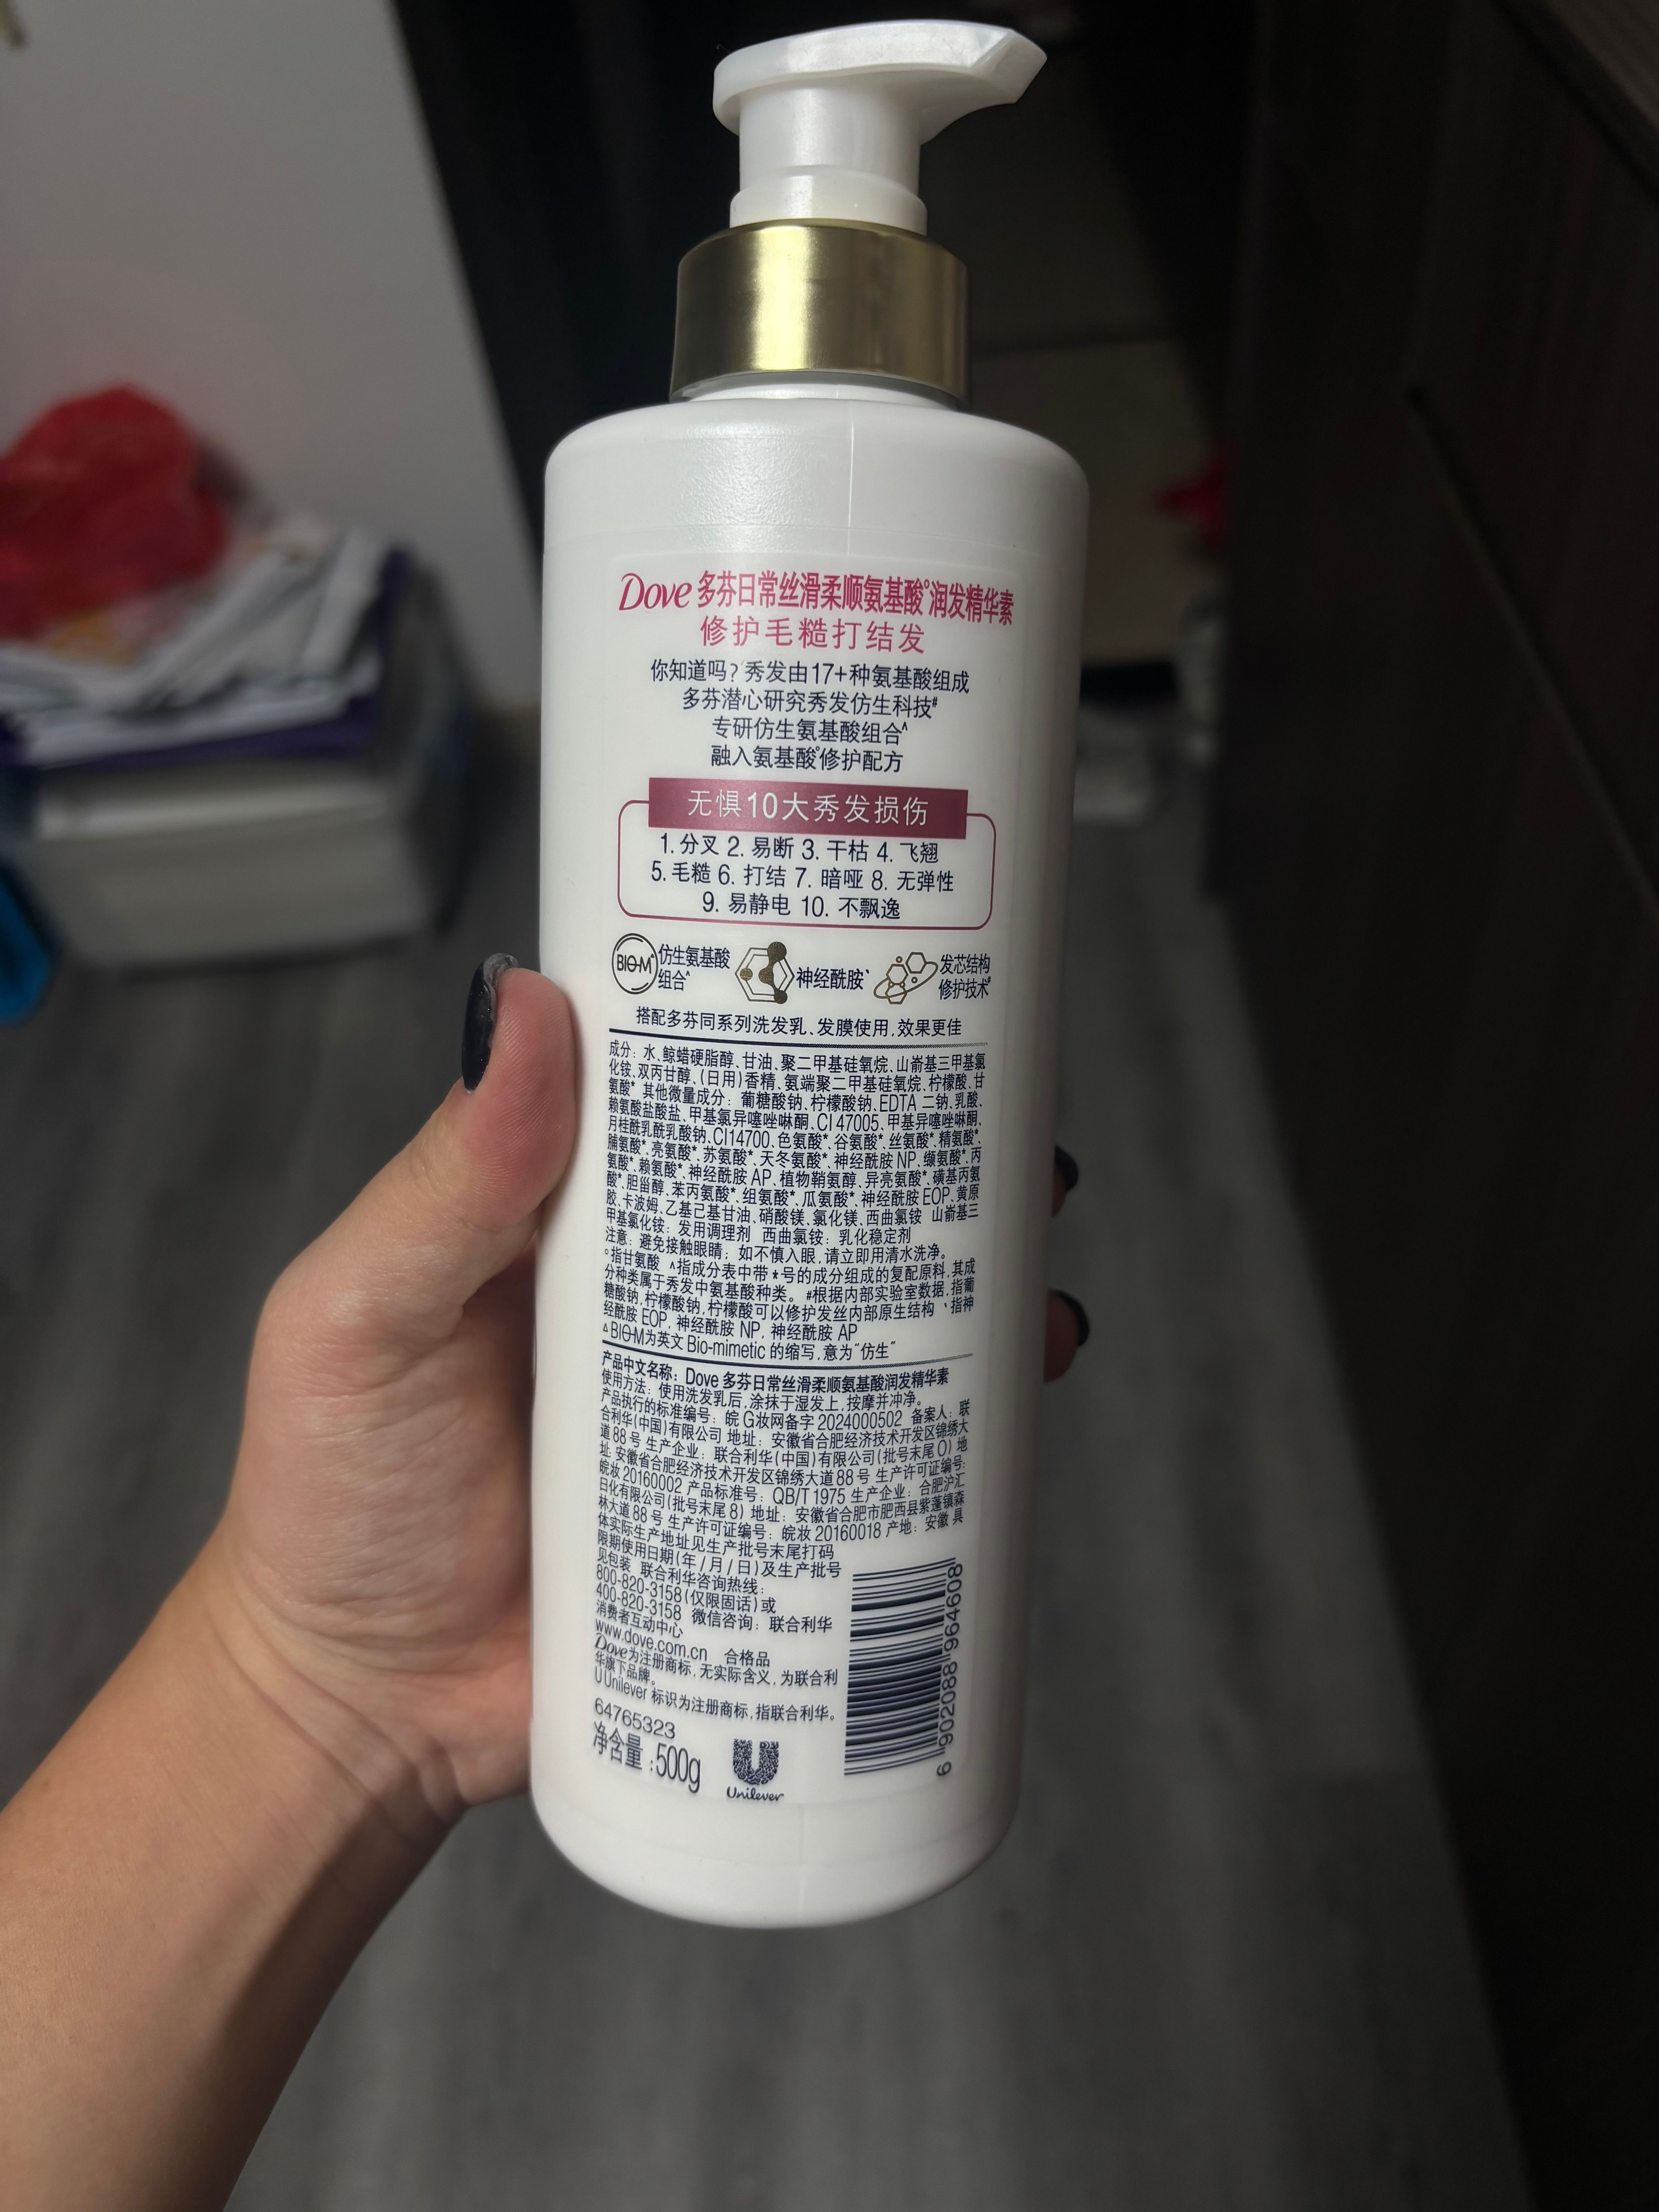 Dove 多芬日常丝滑柔顺氨基酸°润发精华素
修护毛糙打结发
你知道吗?秀发由17+种氨基酸组成
多芬潜心研究秀发仿生科技#
专研仿生氨基酸组合^
融入氨基酸°修护配方
无惧10大秀发损伤
1. 分叉 2. 易断 3. 干枯 4. 飞翘
5. 毛糙 6. 打结 7. 暗哑 8. 无弹性
9. 易静电 10. 不飘逸
BIO-M 仿生氨基酸组合^
神经酰胺`
发芯结构修护技术#
搭配多芬同系列洗发乳、发膜使用,效果更佳
成分:水、鲸蜡硬脂醇、甘油、聚二甲基硅氧烷、山嵛基三甲基氯
化铵、双丙甘醇、(日用)香精、氨端聚二甲基硅氧烷、柠檬酸、甘
氨酸* 其他微量成分:葡糖酸钠、柠檬酸钠、EDTA 二钠、乳酸、
赖氨酸盐酸盐、甲基氯异噻唑啉酮、CI 47005、甲基异噻唑啉酮、
月桂酰乳酰乳酸钠、CI14700、色氨酸*、谷氨酸*、丝氨酸*、精氨酸*、
脯氨酸*、亮氨酸*、苏氨酸*、天冬氨酸*、神经酰胺 NP、缬氨酸*、丙
氨酸*、赖氨酸*、神经酰胺 AP、植物鞘氨醇、异亮氨酸*、磺基丙氨
酸*、胆甾醇、苯丙氨酸*、组氨酸*、瓜氨酸*、神经酰胺 EOP、黄原
胶、卡波姆、乙基己基甘油、硝酸镁、氯化镁、西曲氯铵 山嵛基三
甲基氯化铵:发用调理剂 西曲氯铵:乳化稳定剂
注意:避免接触眼睛;如不慎入眼,请立即用清水洗净。
°指甘氨酸 ^指成分表中带*号的成分组成的复配原料,其成
分种类属于秀发中氨基酸种类。 #根据内部实验室数据,指葡
糖酸钠,柠檬酸钠,柠檬酸可以修护发丝内部原生结构 `指神
经酰胺 EOP, 神经酰胺 NP, 神经酰胺 AP
△BIO-M为英文 Bio-mimetic 的缩写,意为"仿生"
产品中文名称:Dove 多芬日常丝滑柔顺氨基酸润发精华素
使用方法:使用洗发乳后,涂抹于湿发上,按摩并冲净。
产品执行的标准编号:皖 G妆网备字 2024000502 备案人:联
合利华(中国)有限公司 地址:安徽省合肥经济技术开发区锦绣大
道 88 号 生产企业:联合利华(中国)有限公司(批号末尾 0) 地
址:安徽省合肥经济技术开发区锦绣大道 88 号 生产许可证编号:
皖妆 20160002 产品标准号:QB/T 1975 生产企业:合肥沪汇
日化有限公司(批号末尾 8) 地址:安徽省合肥市肥西县紫蓬镇森
林大道 88 号 生产许可证编号:皖妆 20160018 产地:安徽 具
体实际生产地址见生产批号末尾打码
限期使用日期(年/月/日)及生产批号
见包装 联合利华咨询热线:
800-820-3158(仅限固话)或
400-820-3158 微信咨询:联合利华
消费者互动中心
www.dove.com.cn 合格品
Dove为注册商标,无实际含义,为联合利
华旗下品牌。
U Unilever 标识为注册商标,指联合利华。
64765323
净含量:500g
Unilever
6 902088 964608